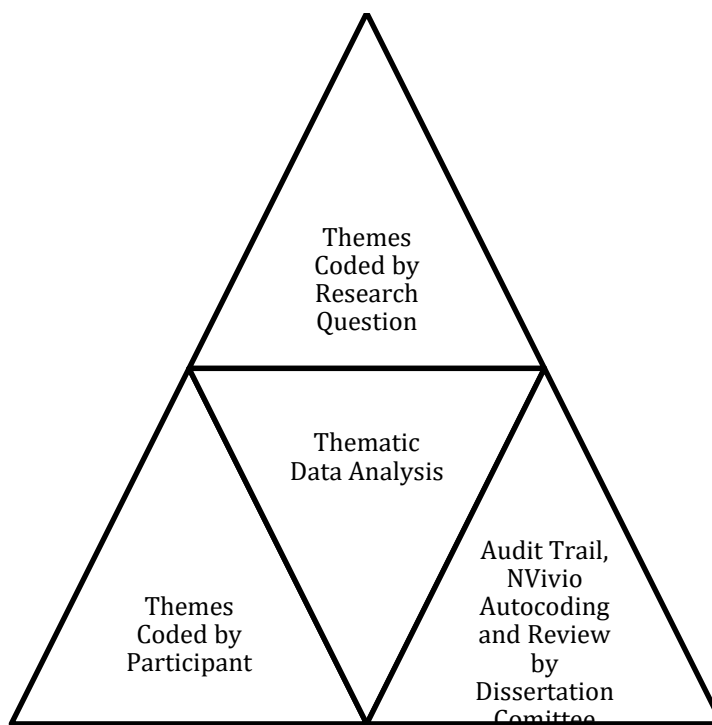 Themes
Coded by
Research
Question
Thematic
Data Analysis
Themes
Coded by
Participant
Audit Trail,
NVivio
Autocoding
and Review
by
Dissertation
Comittee